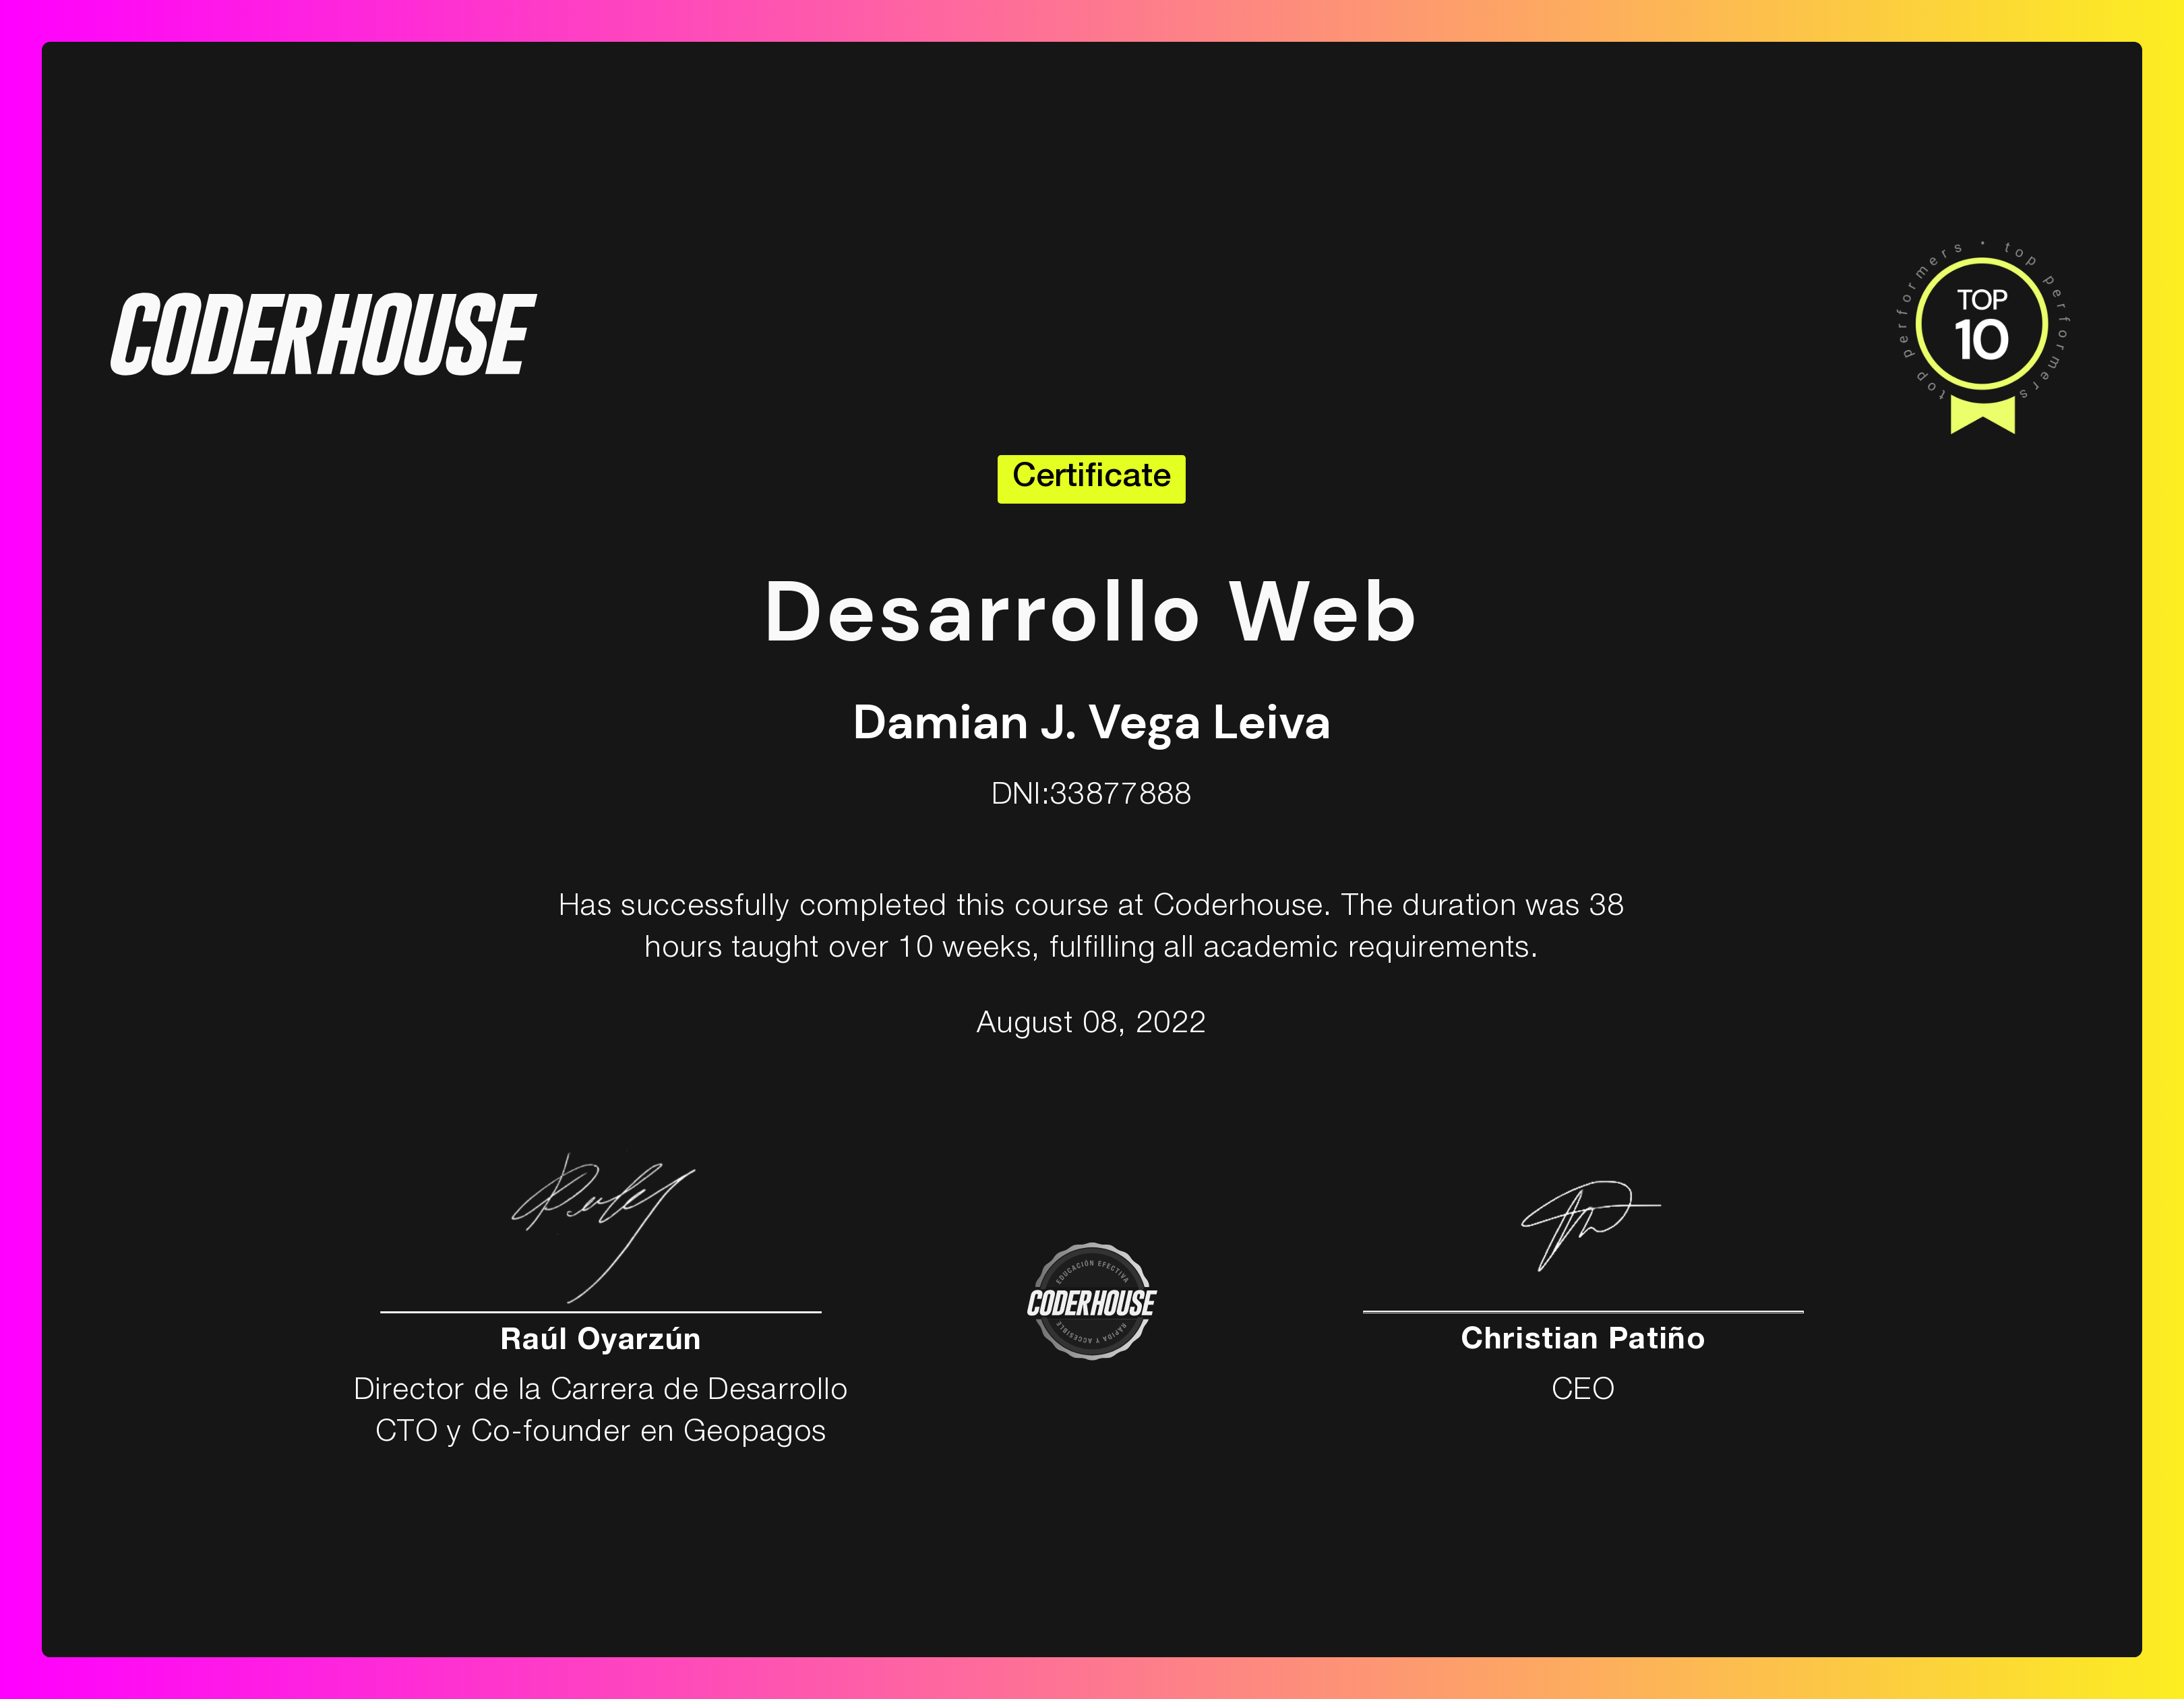 CODERHOUSE
top performers • top performers
TOP
10
Certificate
Desarrollo Web
Damian J. Vega Leiva
DNI:33877888
Has successfully completed this course at Coderhouse. The duration was 38
hours taught over 10 weeks, fulfilling all academic requirements.
August 08, 2022
EDUCACIÓN EFECTIVA
CODERHOUSE
RÁPIDA Y ACCESIBLE
Raúl Oyarzún
Director de la Carrera de Desarrollo
CTO y Co-founder en Geopagos
Christian Patiño
CEO